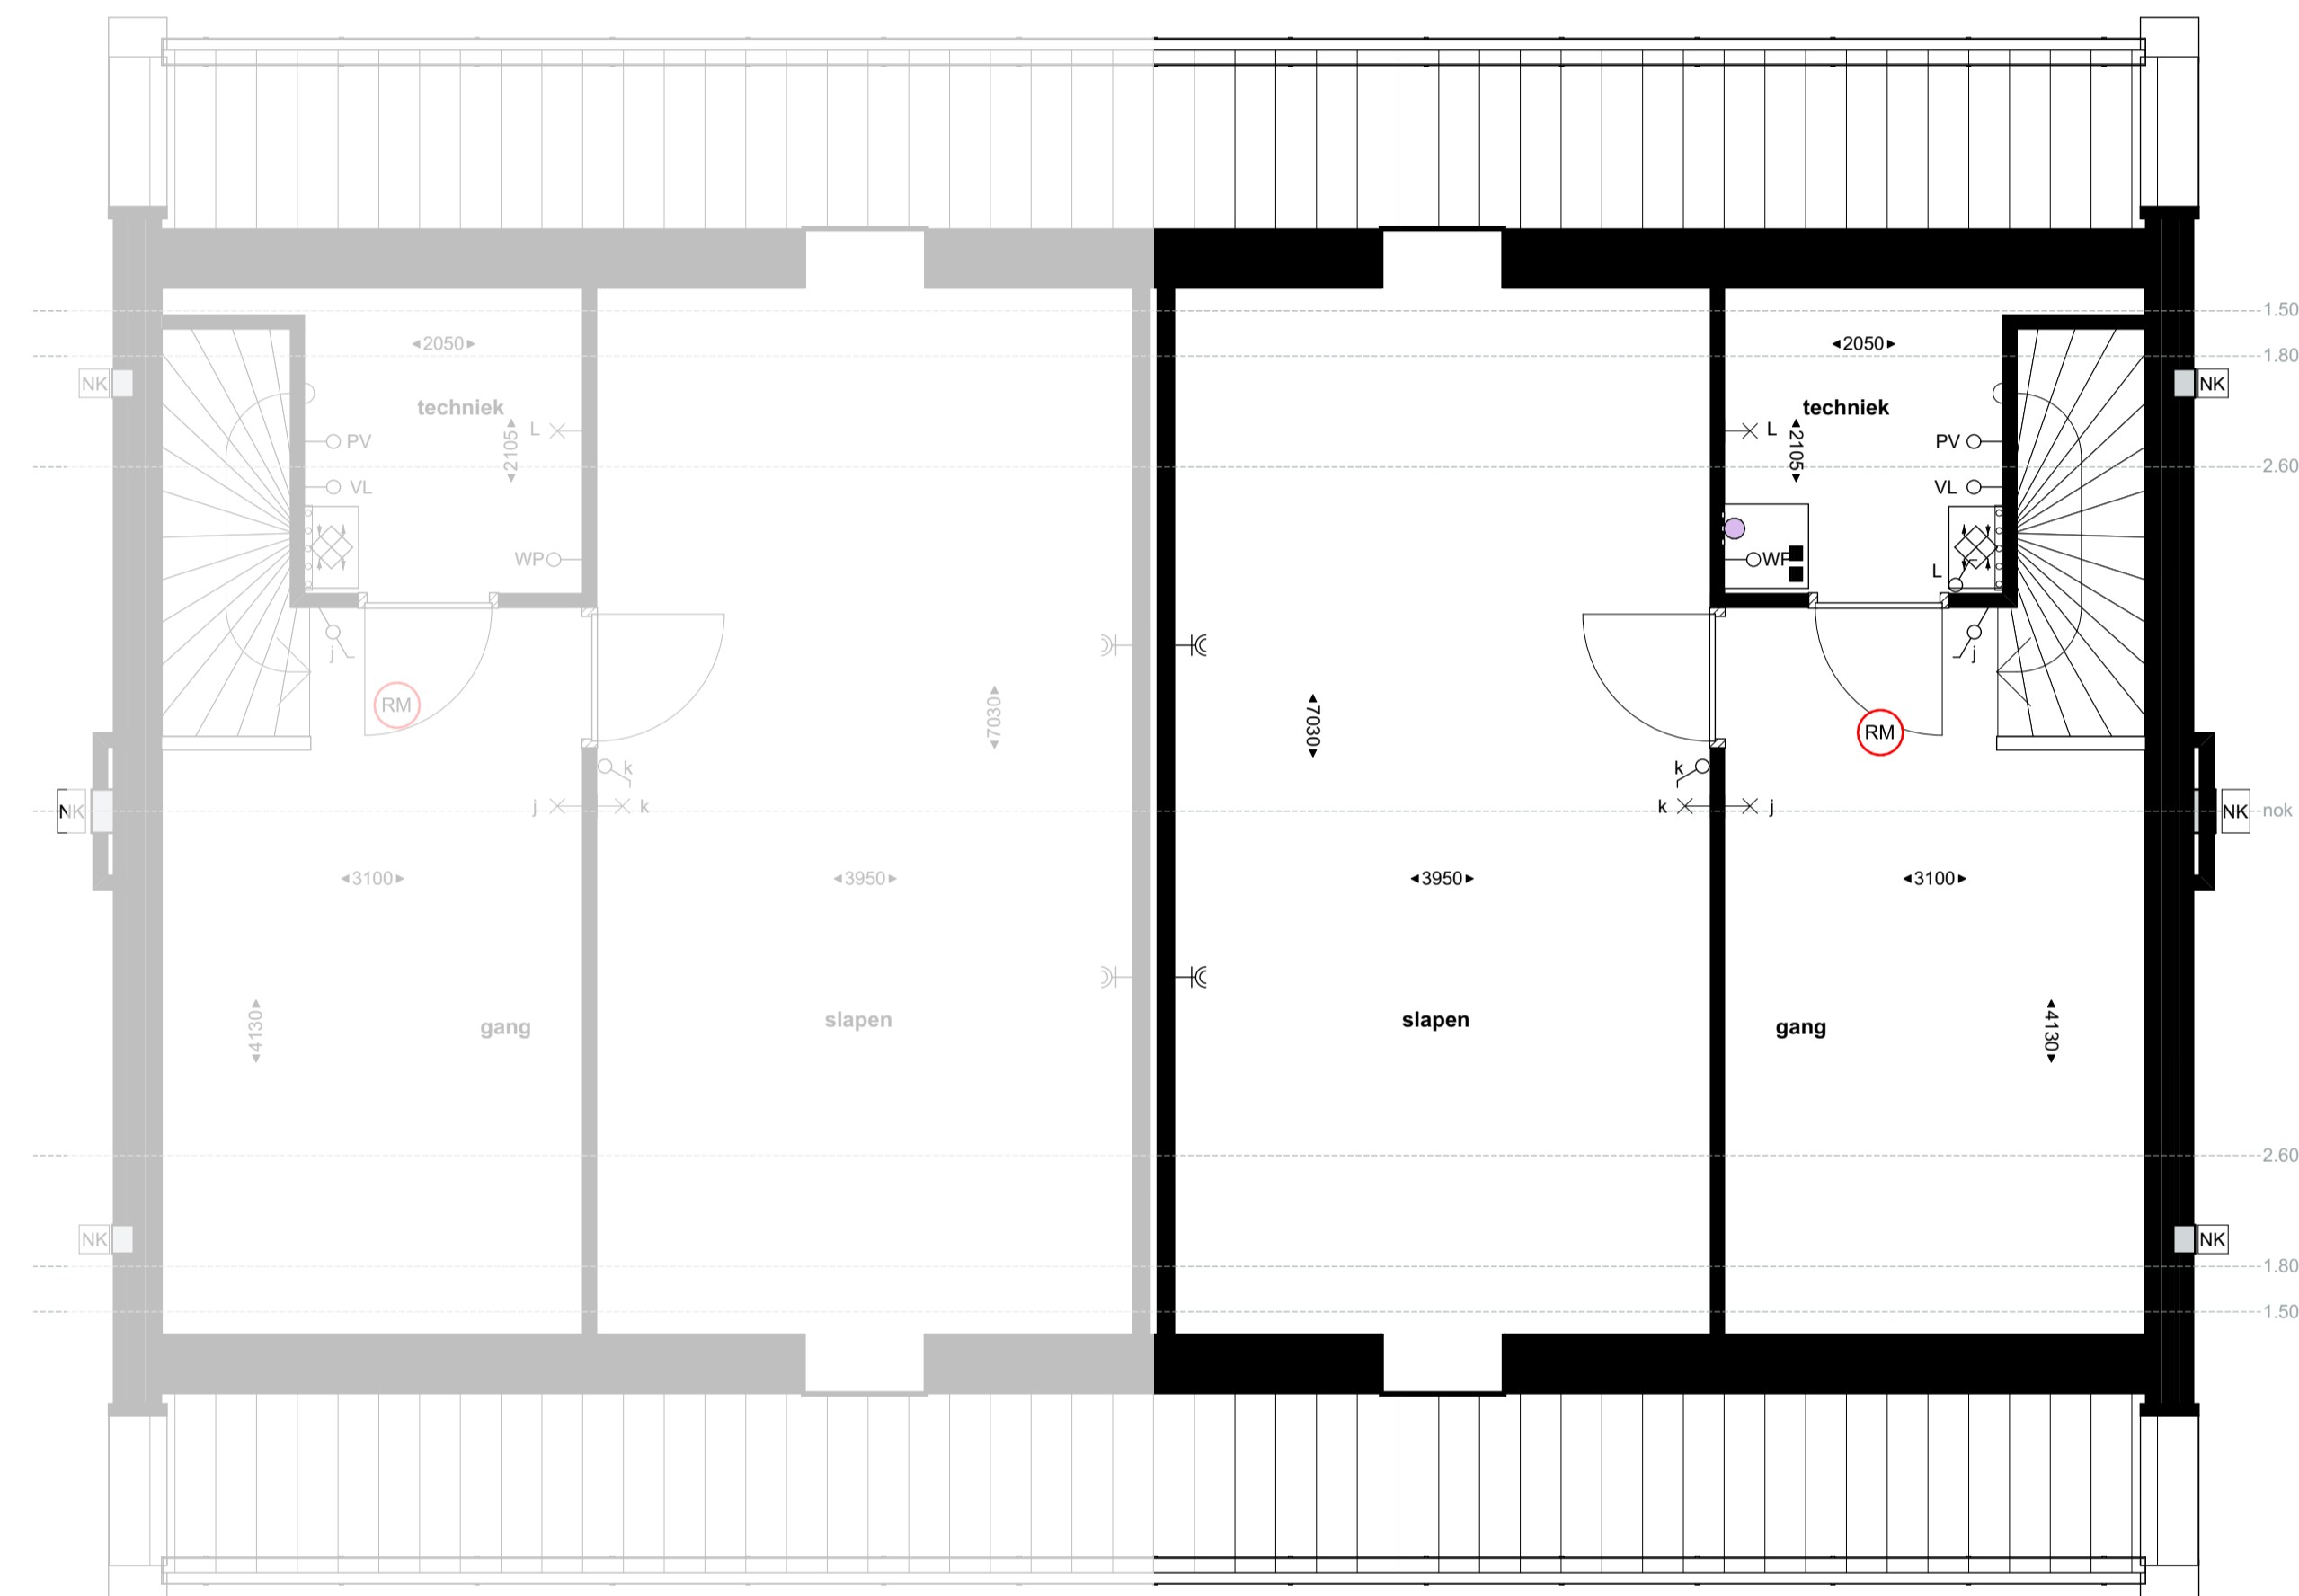 1.50
2050
2050
1.80
NK
NK
techniek
techniek
L
L
PV
2105
2105
PV
2.60
VL
VL
WP
WP
L
j
j
RM
7030
7030
RM
k
k
j
k
k
j
NK
NK
nok
3100
3950
3950
3100
4130
gang
slapen
slapen
gang
4130
2.60
NK
NK
1.80
1.50